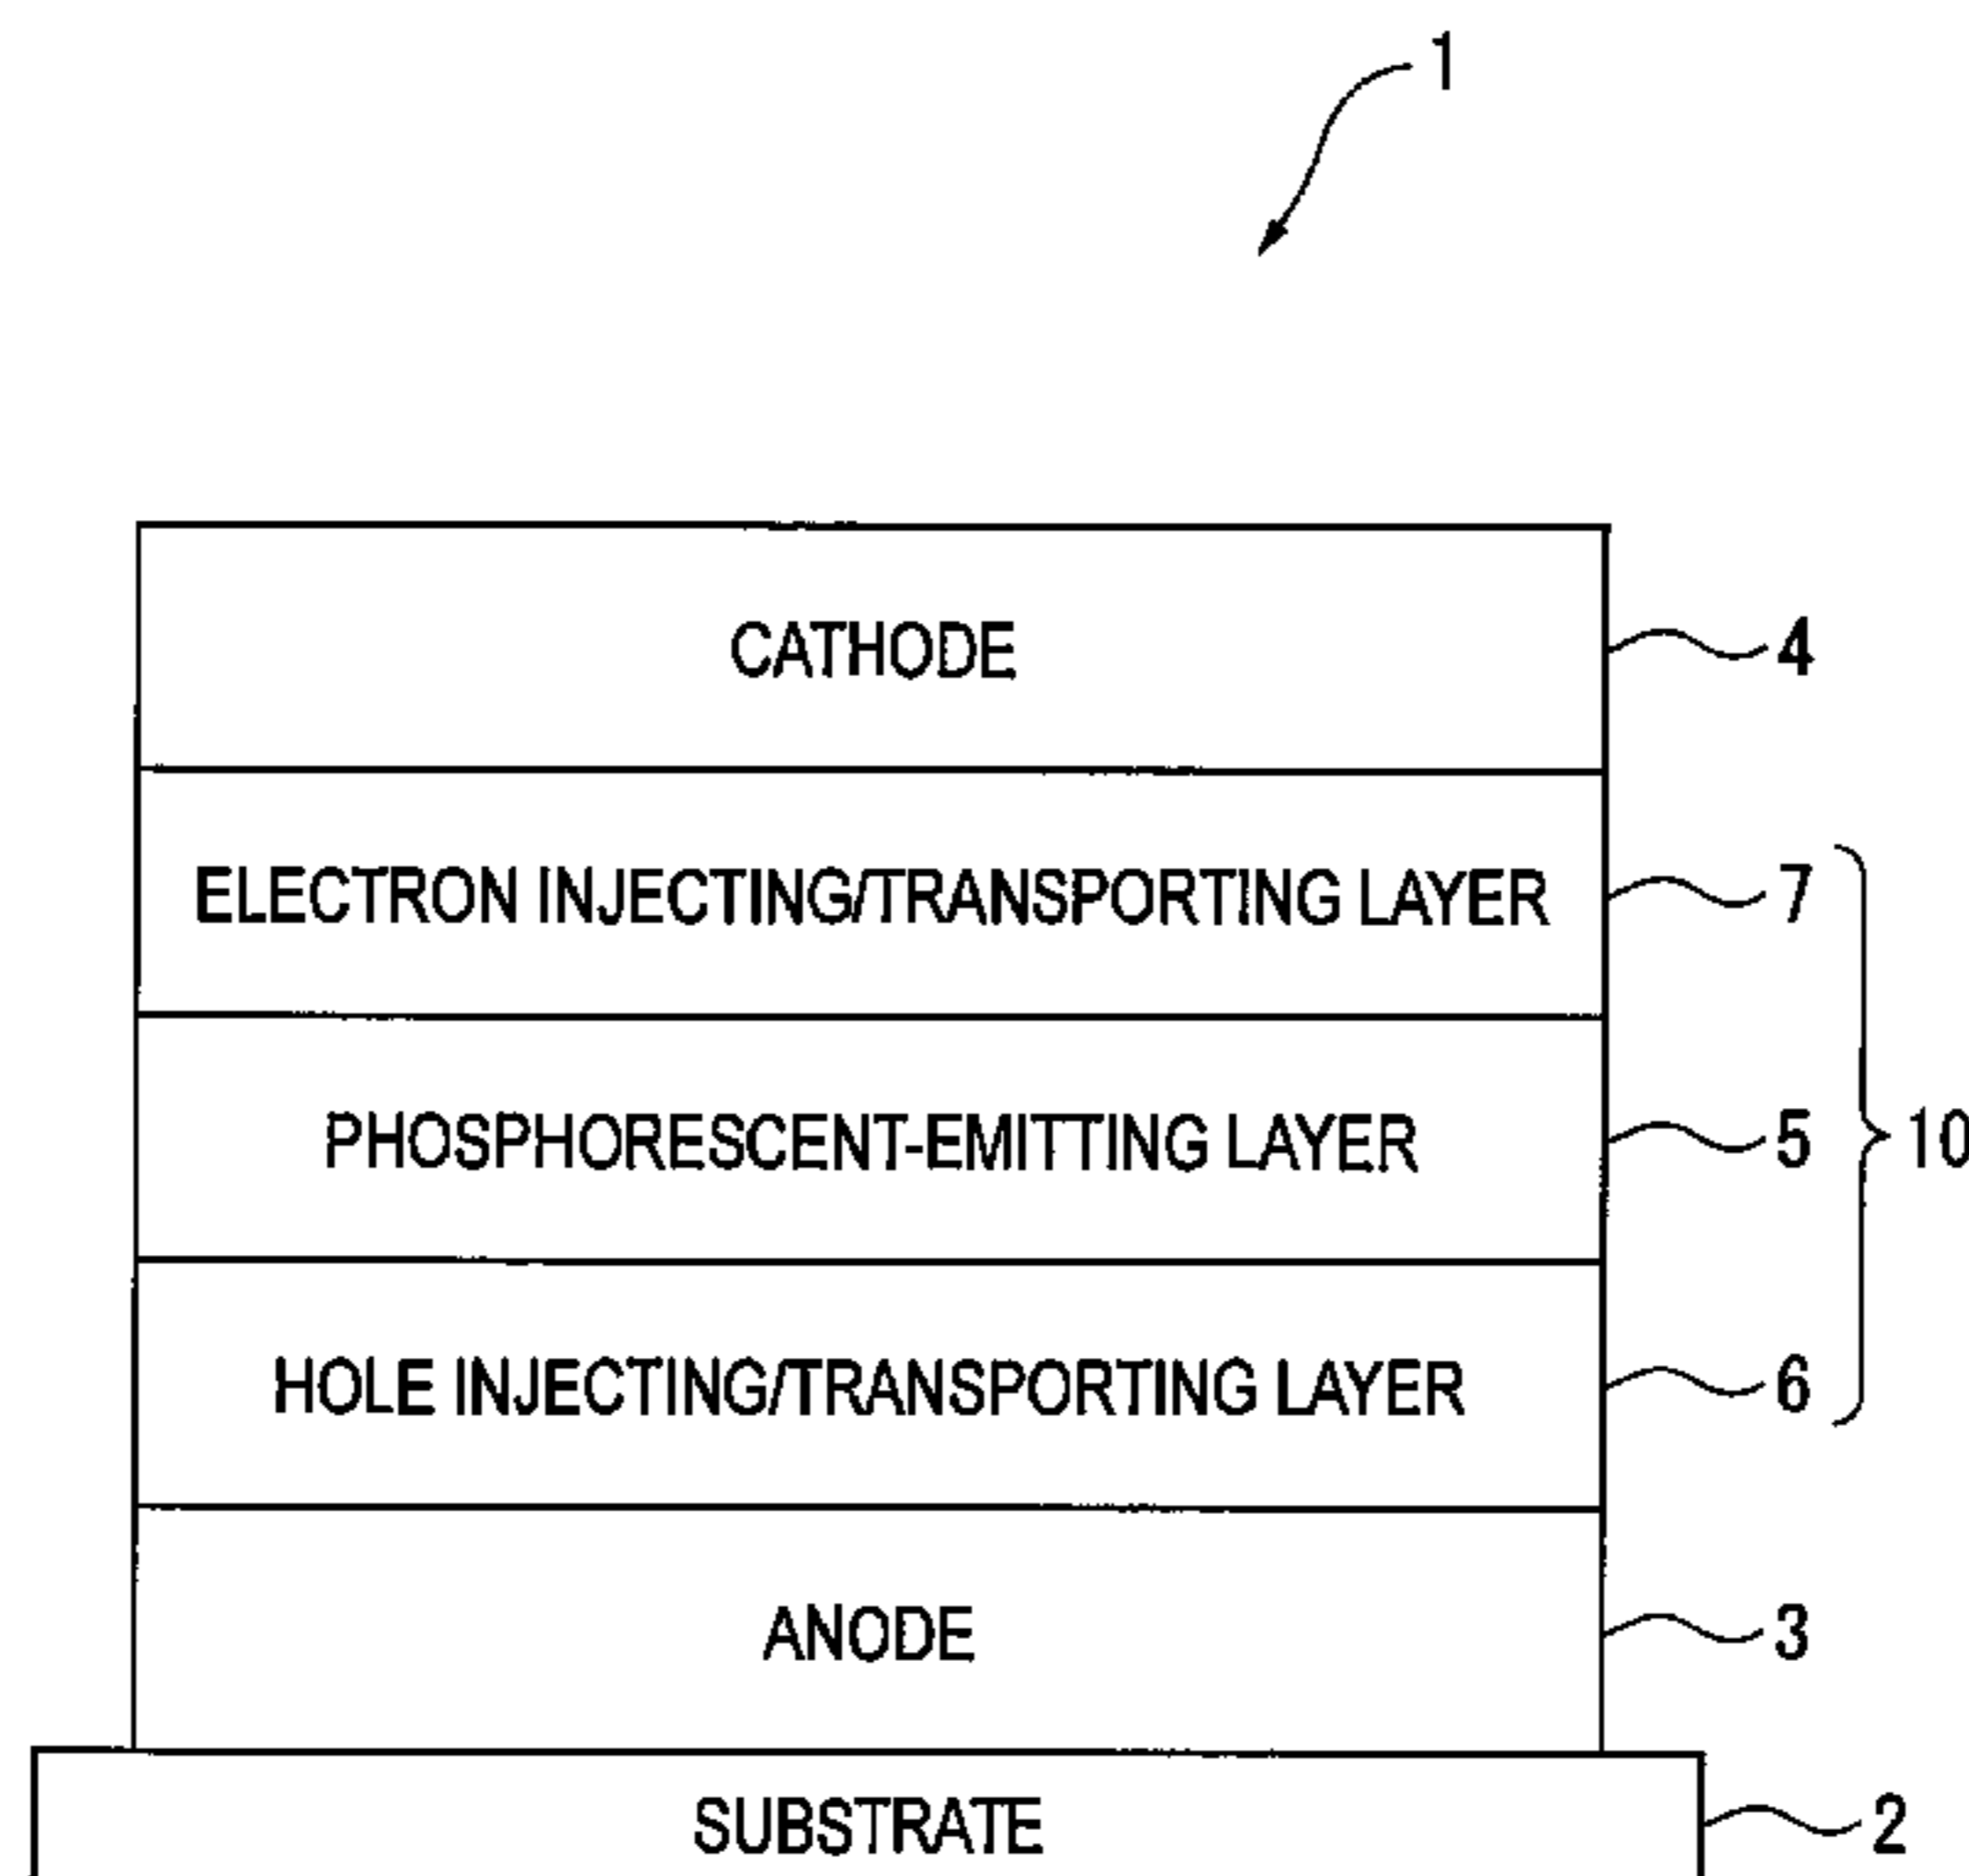 1
CATHODE 4
ELECTRON INJECTING/TRANSPORTING LAYER 7
PHOSPHORESCENT-EMITTING LAYER 5 10
HOLE INJECTING/TRANSPORTING LAYER 6
ANODE 3
SUBSTRATE 2